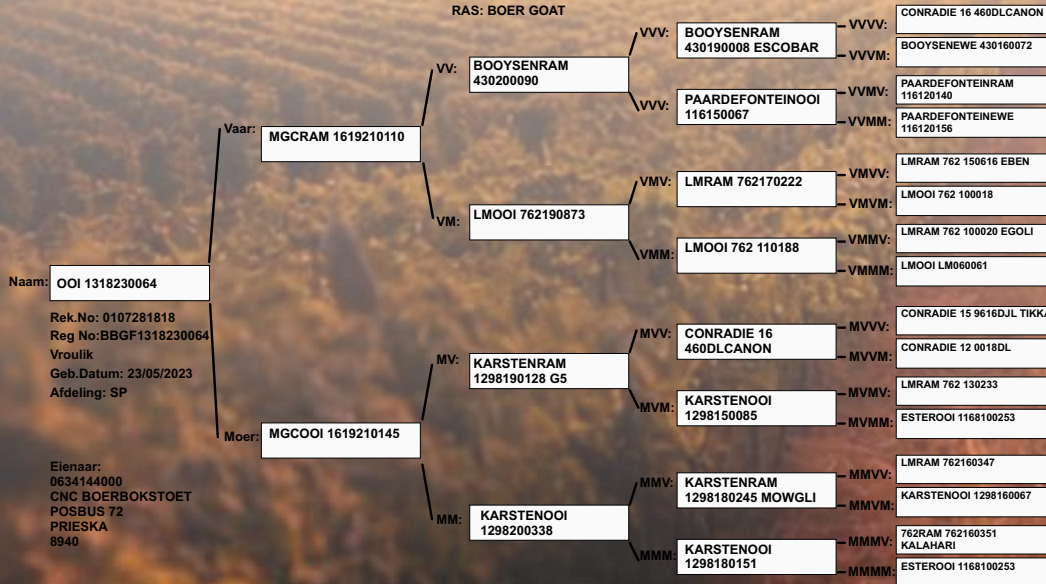 RAS: BOER GOAT
Naam: OOI 1318230064
Rek.No: 0107281818
Reg No:BBGF1318230064
Vroulik
Geb.Datum: 23/05/2023
Afdeling: SP
Eienaar:
0634144000
CNC BOERBOKSTOET
POSBUS 72
PRIESKA
8940
Vaar: MGCRAM 1619210110
Moer: MGCOOI 1619210145
VV: BOOYSENRAM
430200090
VM: LMOOI 762190873
MV: KARSTENRAM
1298190128 G5
MM: KARSTENOOI
1298200338
VVV: BOOYSENRAM
430190008 ESCOBAR
VVV: PAARDEFONTEINOOI
116150067
VMV: LMRAM 762170222
VMM: LMOOI 762 110188
MVV: CONRADIE 16
460DLCANON
MVM: KARSTENOOI
1298150085
MMV: KARSTENRAM
1298180245 MOWGLI
MMM: KARSTENOOI
1298180151
VVVV: CONRADIE 16 460DLCANON
VVVM: BOOYSENEWE 430160072
VVMV: PAARDEFONTEINRAM
116120140
VVMM: PAARDEFONTEINEWE
116120156
VMVV: LMRAM 762 150616 EBEN
VMVM: LMOOI 762 100018
VMMV: LMRAM 762 100020 EGOLI
VMMM: LMOOI LM060061
MVVV: CONRADIE 15 9616DJL TIKKA
MVVM: CONRADIE 12 0018DL
MVMV: LMRAM 762 130233
MVMM: ESTEROOI 1168100253
MMVV: LMRAM 762160347
MMVM: KARSTENOOI 1298160067
MMMV: 762RAM 762160351
KALAHARI
MMMM: ESTEROOI 1168100253